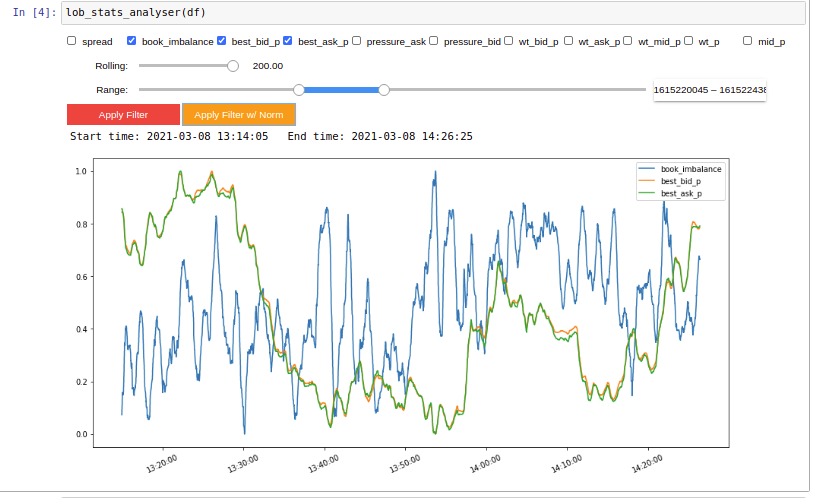 In [4]: lob_stats_analyser(df)
spread book_imbalance best_bid_p best_ask_p pressure_ask pressure_bid wt_bid_p wt_ask_p wt_mid_p wt_p mid_p
Rolling: 200.00
Range: 1615220045 – 161522438
Apply Filter Apply Filter w/ Norm
Start time: 2021-03-08 13:14:05 End time: 2021-03-08 14:26:25
book_imbalance
best_bid_p
best_ask_p
1.0
0.8
0.6
0.4
0.2
0.0
13:20:00 13:30:00 13:40:00 13:50:00 14:00:00 14:10:00 14:20:00